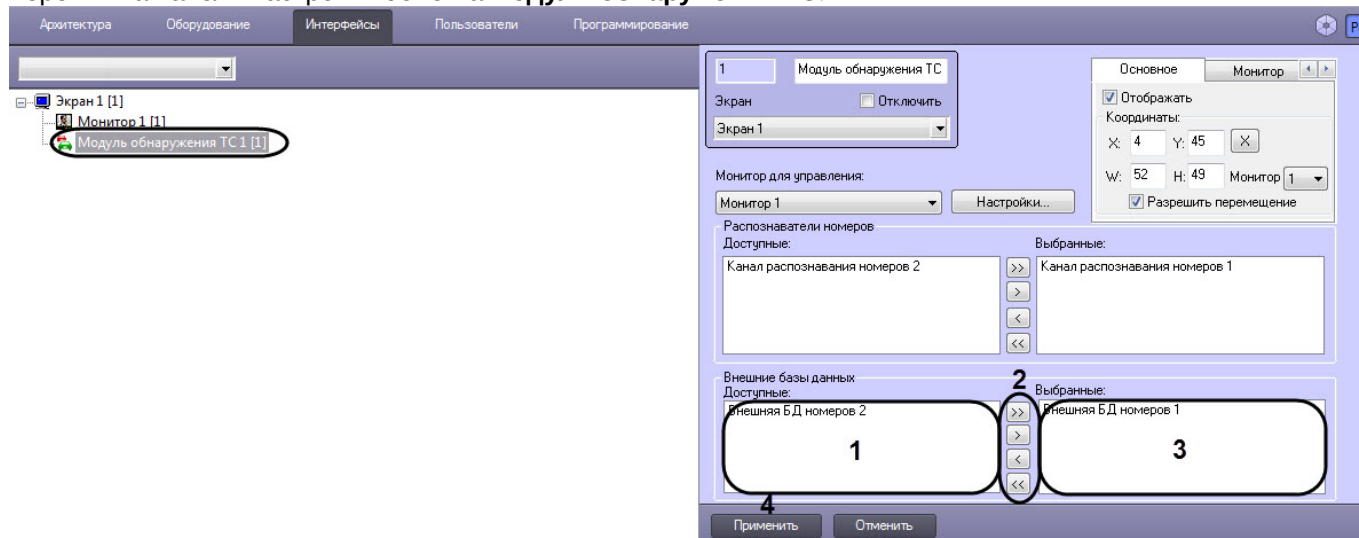 Архитектура Оборудование Интерфейсы Пользователи Программирование
Экран 1 [1]
Монитор 1 [1]
Модуль обнаружения ТС 1 [1]
1 Модуль обнаружения ТС
Экран Отключить
Экран 1
Основное Монитор
Отображать
Координаты:
X: 4 Y: 45 X
W: 52 H: 49 Монитор 1
Разрешить перемещение
Монитор для управления:
Монитор 1 Настройки...
Распознаватели номеров
Доступные: Выбранные:
Канал распознавания номеров 2 >> Канал распознавания номеров 1
>
<
<<
Внешние базы данных 2
Доступные: Выбранные:
Внешняя БД номеров 2 >> Внешняя БД номеров 1
>
1 3
<
<<
4
Применить Отменить